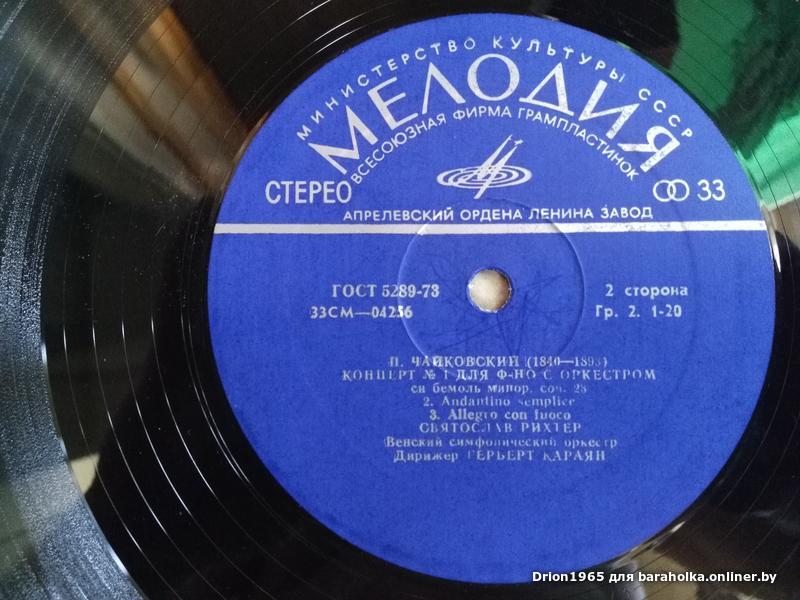 МИНИСТЕРСТВО КУЛЬТУРЫ СССР
МЕЛОДИЯ
ВСЕСОЮЗНАЯ ФИРМА ГРАМПЛАСТИНОК
СТЕРЕО
33
АПРЕЛЕВСКИЙ ОРДЕНА ЛЕНИНА ЗАВОД
ГОСТ 5289-73
2 сторона
33СМ—04256
Гр. 2. 1-20
П. ЧАЙКОВСКИЙ (1840—1893)
КОНЦЕРТ № 1 ДЛЯ Ф-НО С ОРКЕСТРОМ
си бемоль минор, соч. 23
2. Andantino semplice
3. Allegro con fuoco
СВЯТОСЛАВ РИХТЕР
Венский симфонический оркестр
Дирижер ГЕРБЕРТ КАРАЯН
Drion1965 для baraholka.onliner.by